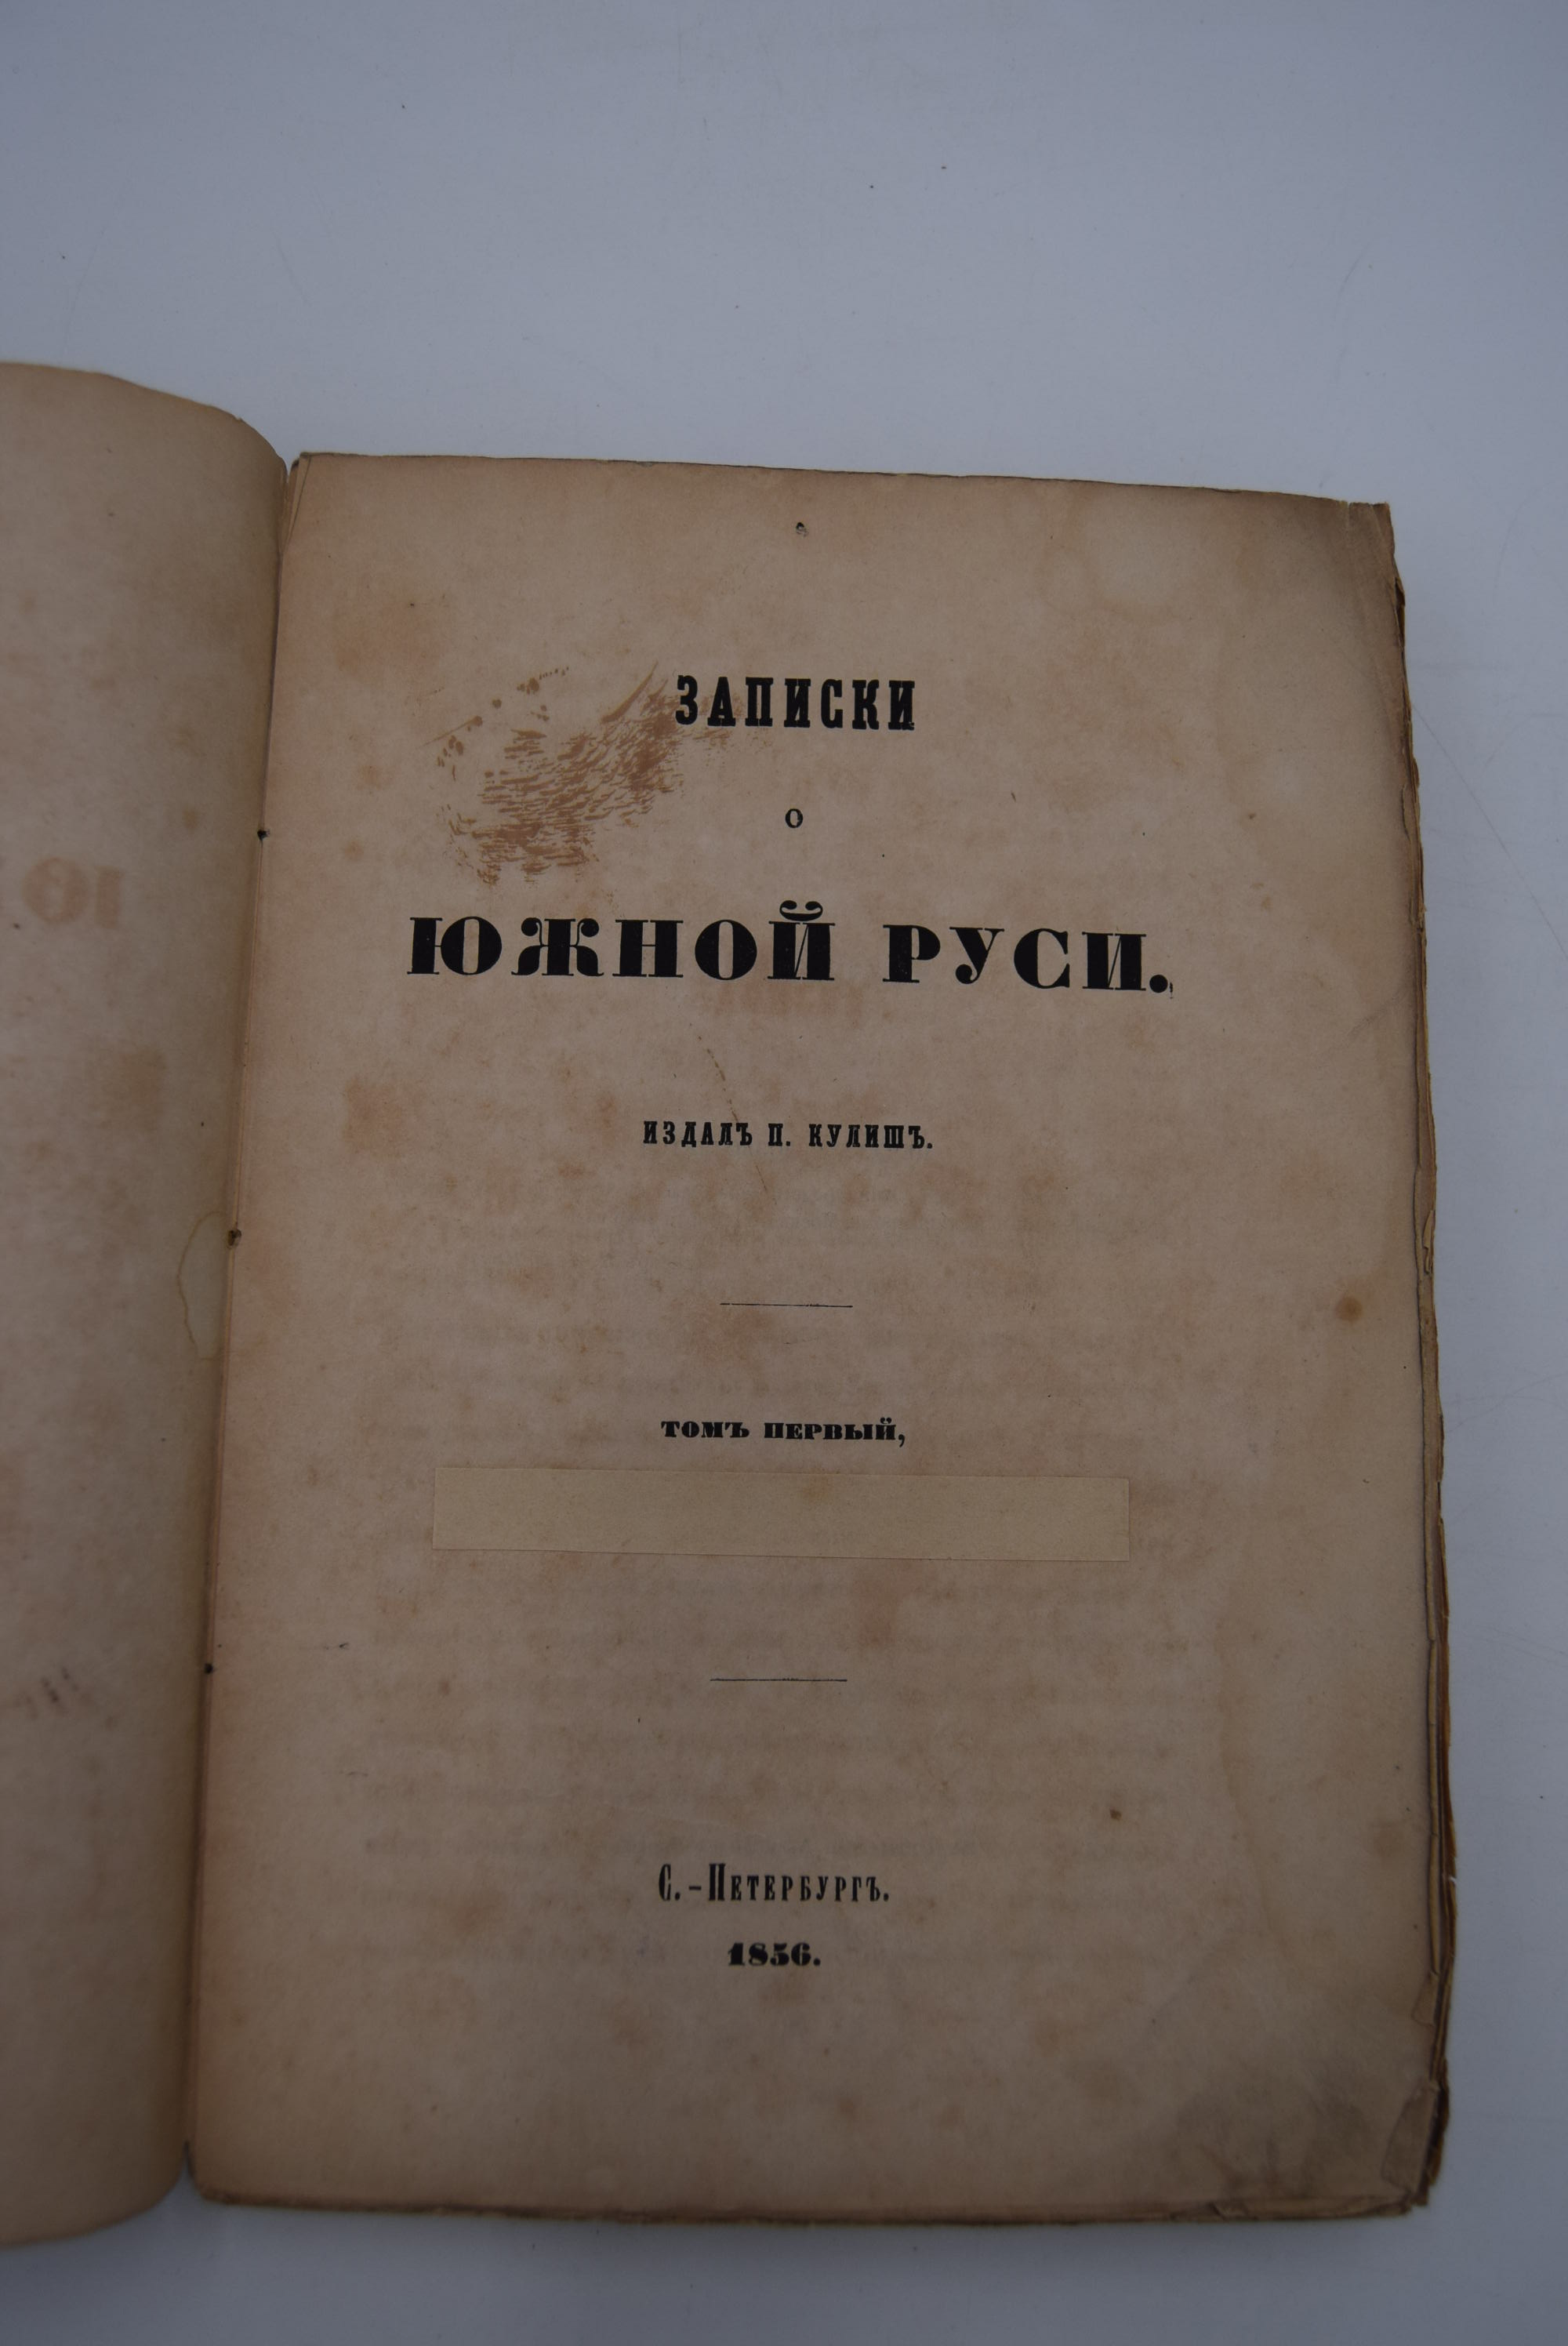 ЗАПИСКИ
О
ЮЖНОЙ РУСИ.
ИЗДАЛЪ П. КУЛИШЪ.
ТОМЪ ПЕРВЫЙ,
С.-ПЕТЕРБУРГЪ.
1856.